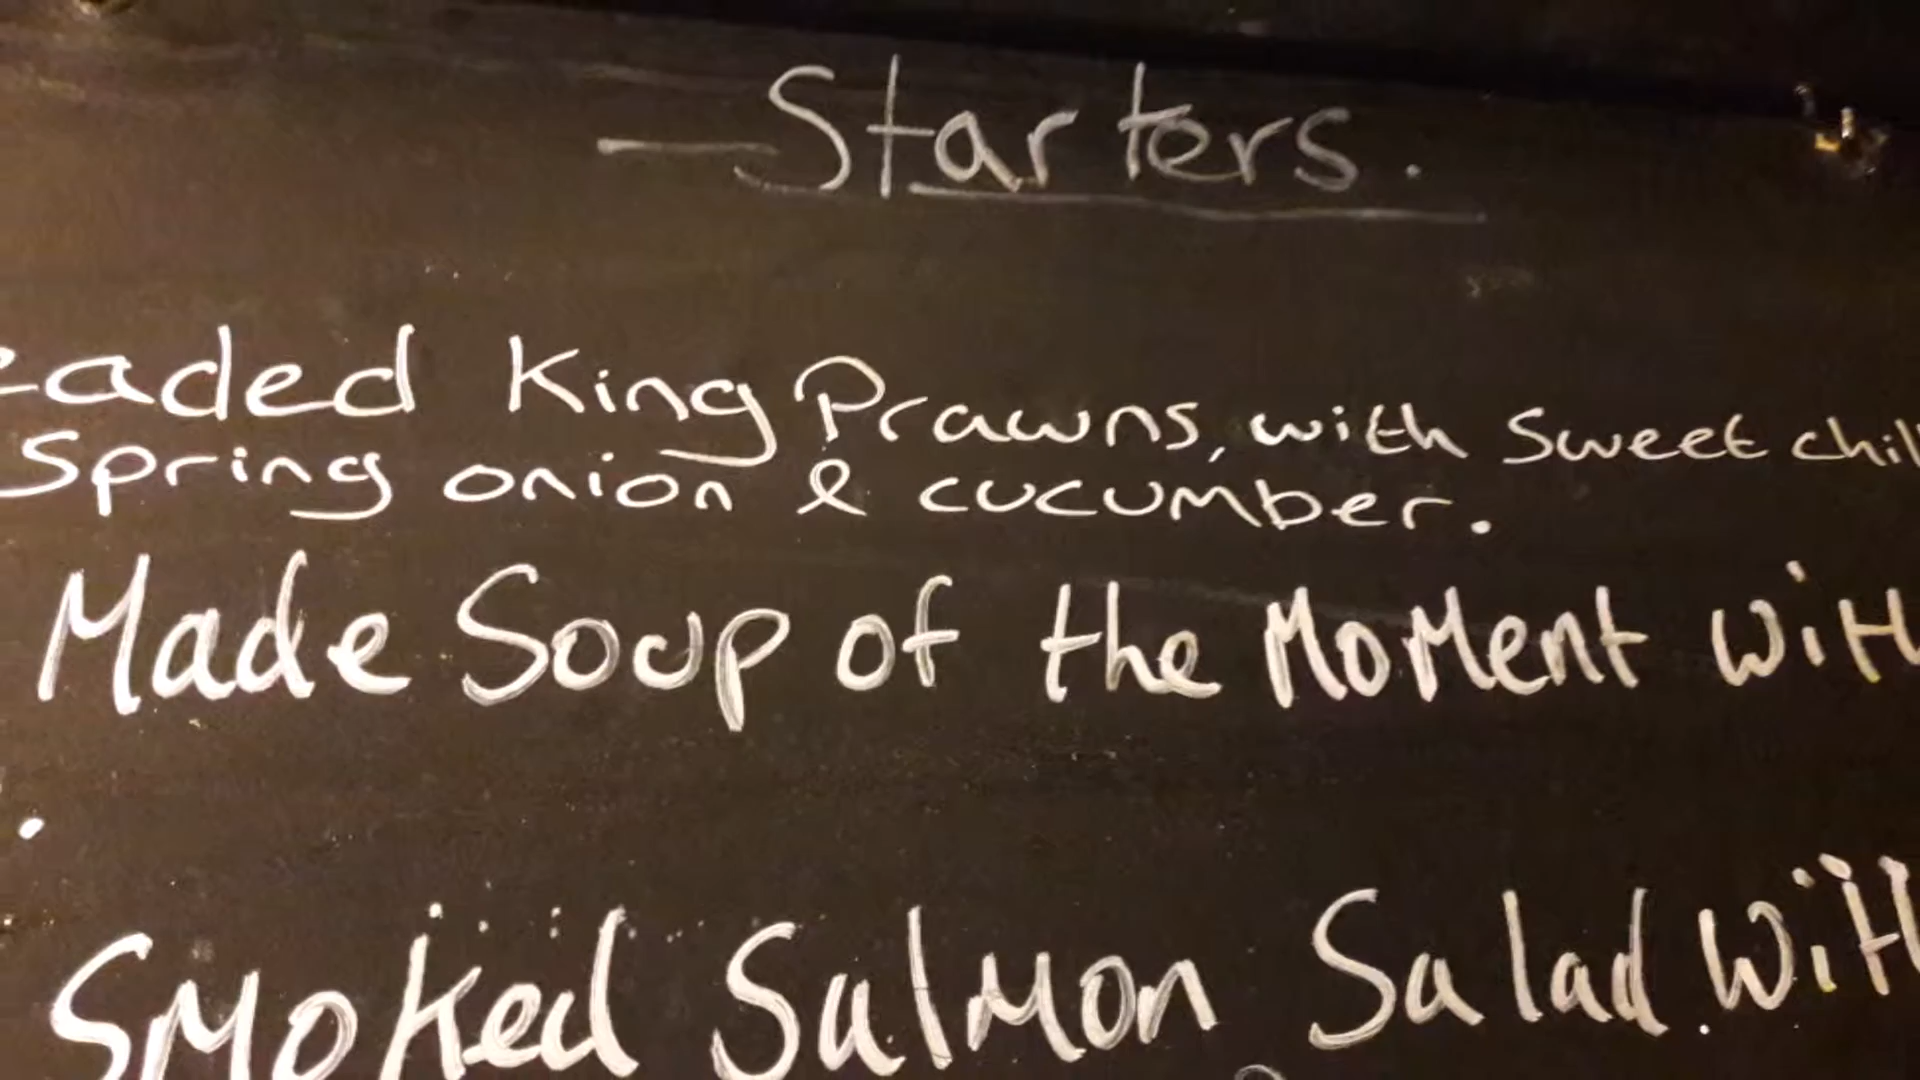 Starters.
eaded King Prawns, with Sweet chil
Spring onion & cucumber.
Made Soup of the Moment with
Smoked Salmon Salad with